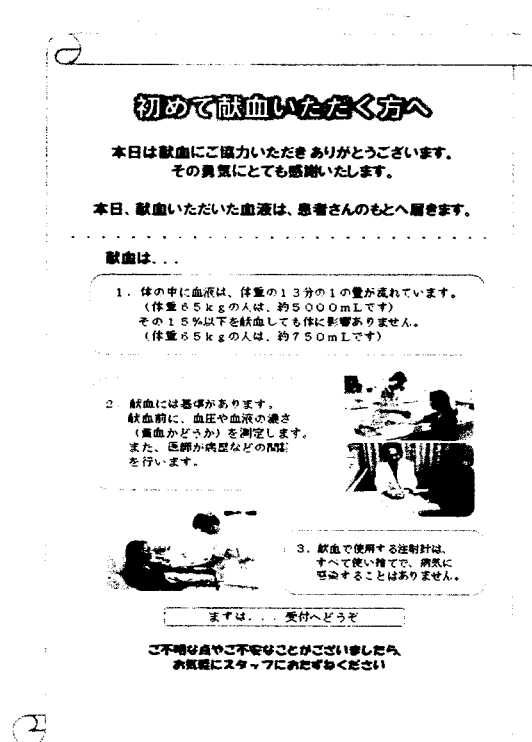 初めて献血いただく方へ
本日は献血にご協力いただきありがとうございます。
その勇気にとても感謝いたします。
本日、献血いただいた血液は、患者さんのもとへ届きます。
献血は...
1. 体の中に血液は、体重の13分の1の量が流れています。
(体重65kgの人は、約5000mLです)
その15%以下を献血しても体に影響ありません。
(体重65kgの人は、約750mLです)
2 献血には基準があります。
献血前に、血圧や血液の濃さ
(貧血かどうか)を測定します。
また、医師が病歴などの問診
を行います。
3. 献血で使用する注射針は、
すべて使い捨てで、病気に
感染することはありません。
まずは...受付へどうぞ
ご不明な点やご不安なことがございましたら、
お気軽にスタッフにおたずねください